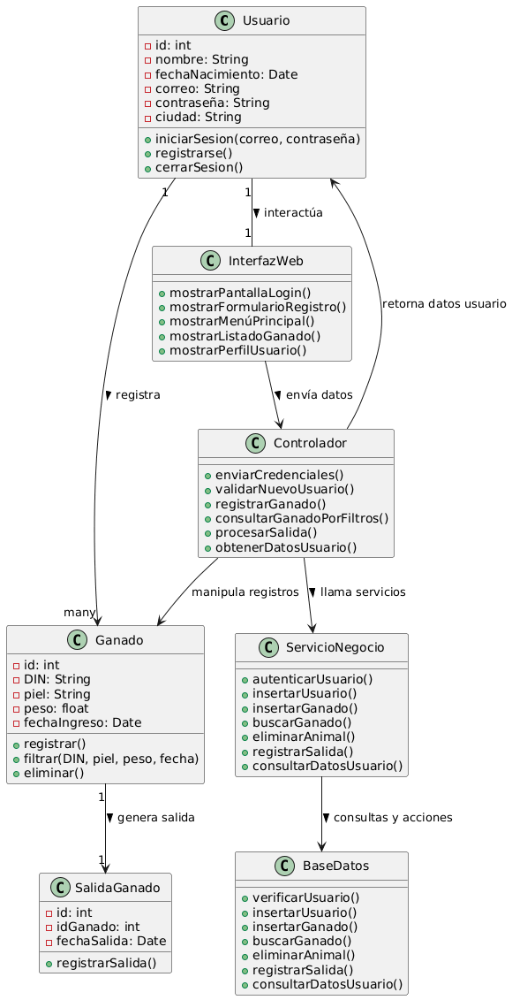 C Usuario
id: int
nombre: String
fechaNacimiento: Date
correo: String
contraseña: String
ciudad: String
iniciarSesion(correo, contraseña)
registrarse()
cerrarSesion()
1
1
interactúa
1
C InterfazWeb
mostrarPantallaLogin()
mostrarFormularioRegistro()
mostrarMenúPrincipal()
mostrarListadoGanado()
mostrarPerfilUsuario()
retorna datos usuario
registra
envía datos
C Controlador
enviarCredenciales()
validarNuevoUsuario()
registrarGanado()
consultarGanadoPorFiltros()
procesarSalida()
obtenerDatosUsuario()
manipula registros
llama servicios
many
C Ganado
id: int
DIN: String
piel: String
peso: float
fechaIngreso: Date
registrar()
filtrar(DIN, piel, peso, fecha)
eliminar()
C ServicioNegocio
autenticarUsuario()
insertarUsuario()
insertarGanado()
buscarGanado()
eliminarAnimal()
registrarSalida()
consultarDatosUsuario()
1
genera salida
1
consultas y acciones
C SalidaGanado
id: int
idGanado: int
fechaSalida: Date
registrarSalida()
C BaseDatos
verificarUsuario()
insertarUsuario()
insertarGanado()
buscarGanado()
eliminarAnimal()
registrarSalida()
consultarDatosUsuario()